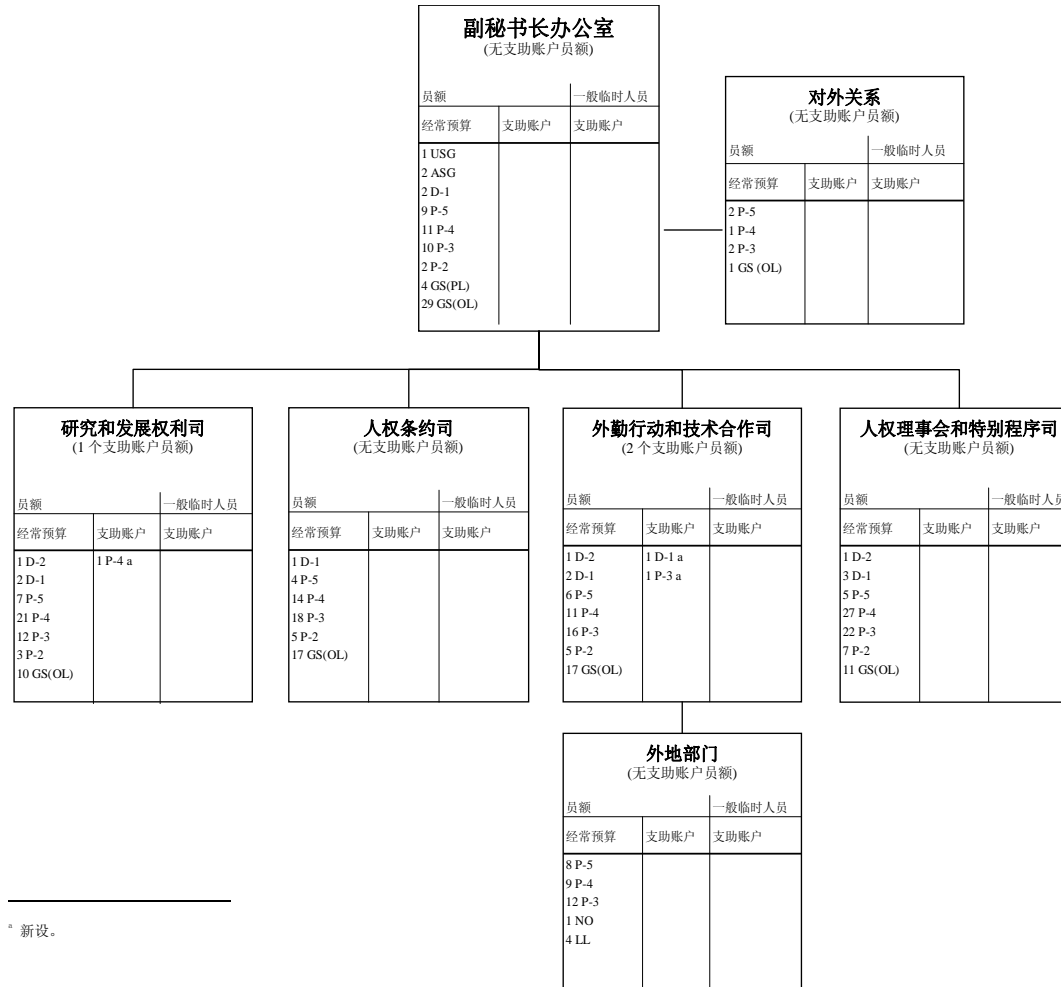 副秘书长办公室
(无支助账户员额)
员额 一般临时人员
经常预算 支助账户 支助账户
1 USG
2 ASG
2 D-1
9 P-5
11 P-4
10 P-3
2 P-2
4 GS(PL)
29 GS(OL)
对外关系
(无支助账户员额)
员额 一般临时人员
经常预算 支助账户 支助账户
2 P-5
1 P-4
2 P-3
1 GS (OL)
研究和发展权利司
(1 个支助账户员额)
员额 一般临时人员
经常预算 支助账户 支助账户
1 D-2 1 P-4 a
2 D-1
7 P-5
21 P-4
12 P-3
3 P-2
10 GS(OL)
人权条约司
(无支助账户员额)
员额 一般临时人员
经常预算 支助账户 支助账户
1 D-1
4 P-5
14 P-4
18 P-3
5 P-2
17 GS(OL)
外勤行动和技术合作司
(2 个支助账户员额)
员额 一般临时人员
经常预算 支助账户 支助账户
1 D-2 1 D-1 a
2 D-1 1 P-3 a
6 P-5
11 P-4
16 P-3
5 P-2
17 GS(OL)
人权理事会和特别程序司
(无支助账户员额)
员额 一般临时人员
经常预算 支助账户 支助账户
1 D-2
3 D-1
5 P-5
27 P-4
22 P-3
7 P-2
11 GS(OL)
外地部门
(无支助账户员额)
员额 一般临时人员
经常预算 支助账户 支助账户
8 P-5
9 P-4
12 P-3
1 NO
4 LL
a 新设。